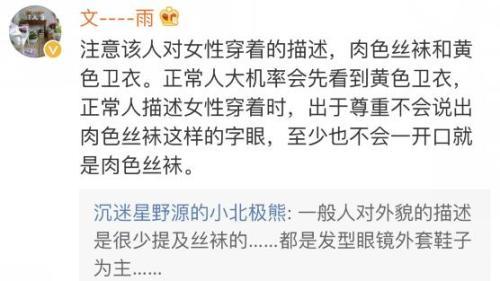 文----雨
注意该人对女性穿着的描述，肉色丝袜和黄
色卫衣。正常人大机率会先看到黄色卫衣，
正常人描述女性穿着时，出于尊重不会说出
肉色丝袜这样的字眼，至少也不会一开口就
是肉色丝袜。
沉迷星野源的小北极熊: 一般人对外貌的描述
是很少提及丝袜的......都是发型眼镜外套鞋子
为主......